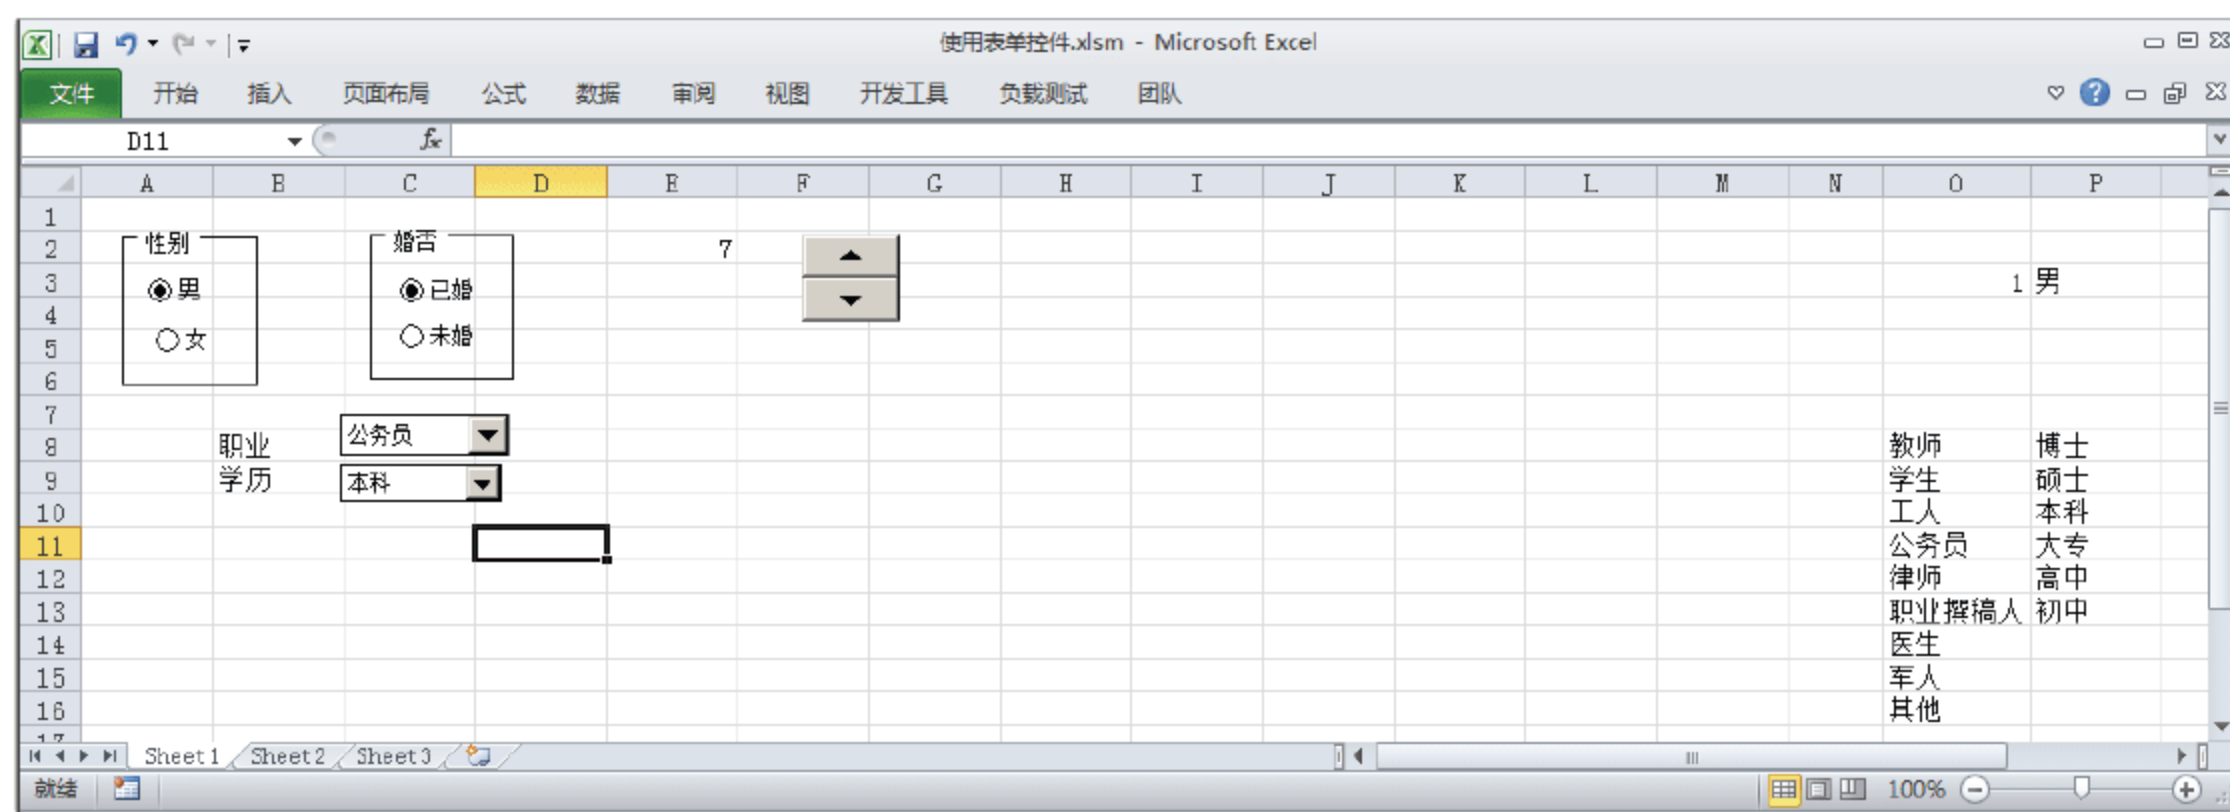 使用表单控件.xlsm - Microsoft Excel
文件 开始 插入 页面布局 公式 数据 审阅 视图 开发工具 负载测试 团队
D11 fx
A B C D E F G H I J K L M N O P
1
2 性别 婚否 7
3 男 已婚 1 男
4
5 女 未婚
6
7
8 职业 公务员 教师 博士
9 学历 本科 学生 硕士
10 工人 本科
11 公务员 大专
12 律师 高中
13 职业撰稿人 初中
14 医生
15 军人
16 其他
17
Sheet1 Sheet2 Sheet3
就绪 100%